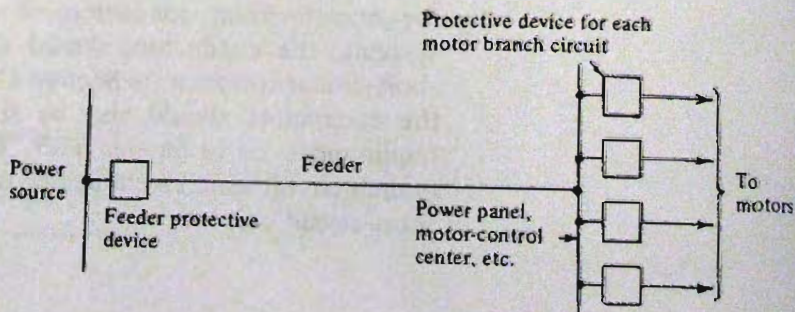 Protective device for each
motor branch circuit
Power
source
Feeder
Feeder protective
device
Power panel,
motor-control
center, etc.
To
motors